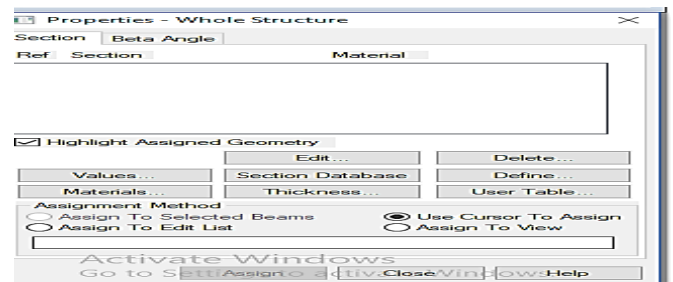 Properties - Whole Structure
Section Beta Angle
Ref Section Material
Highlight Assigned Geometry
Edit... Delete...
Values... Section Database Define...
Materials... Thickness... User Table...
Assignment Method
Assign To Selected Beams Use Cursor To Assign
Assign To Edit List Assign To View
Activate Windows
Go to Settings to activate Windows
Assign Close Help